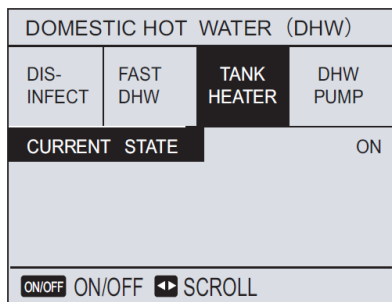 DOMESTIC HOT WATER (DHW)
DIS-
INFECT
FAST
DHW
TANK
HEATER
DHW
PUMP
CURRENT STATE ON
ON/OFF ON/OFF ◄► SCROLL